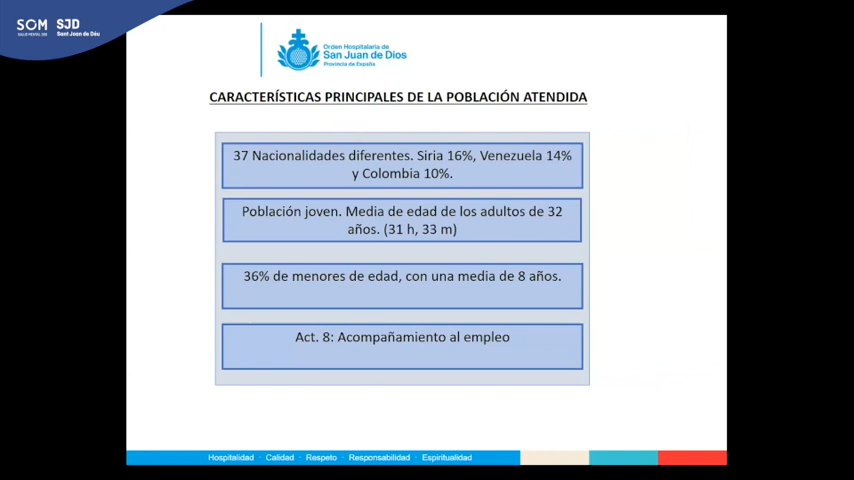 SOM
SALUD MENTAL 360
SJD
Sant Joan de Déu
Orden Hospitalaria de
San Juan de Dios
Provincia de España
CARACTERÍSTICAS PRINCIPALES DE LA POBLACIÓN ATENDIDA
37 Nacionalidades diferentes. Siria 16%, Venezuela 14%
y Colombia 10%.
Población joven. Media de edad de los adultos de 32
años. (31 h, 33 m)
36% de menores de edad, con una media de 8 años.
Act. 8: Acompañamiento al empleo
Hospitalidad · Calidad · Respeto · Responsabilidad · Espiritualidad